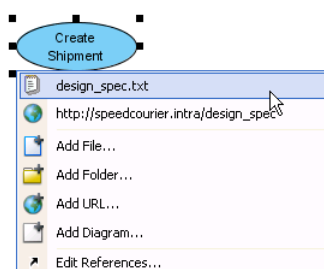 Create
Shipment
design_spec.txt
http://speedcourier.intra/design_spec
Add File...
Add Folder...
Add URL...
Add Diagram...
Edit References...